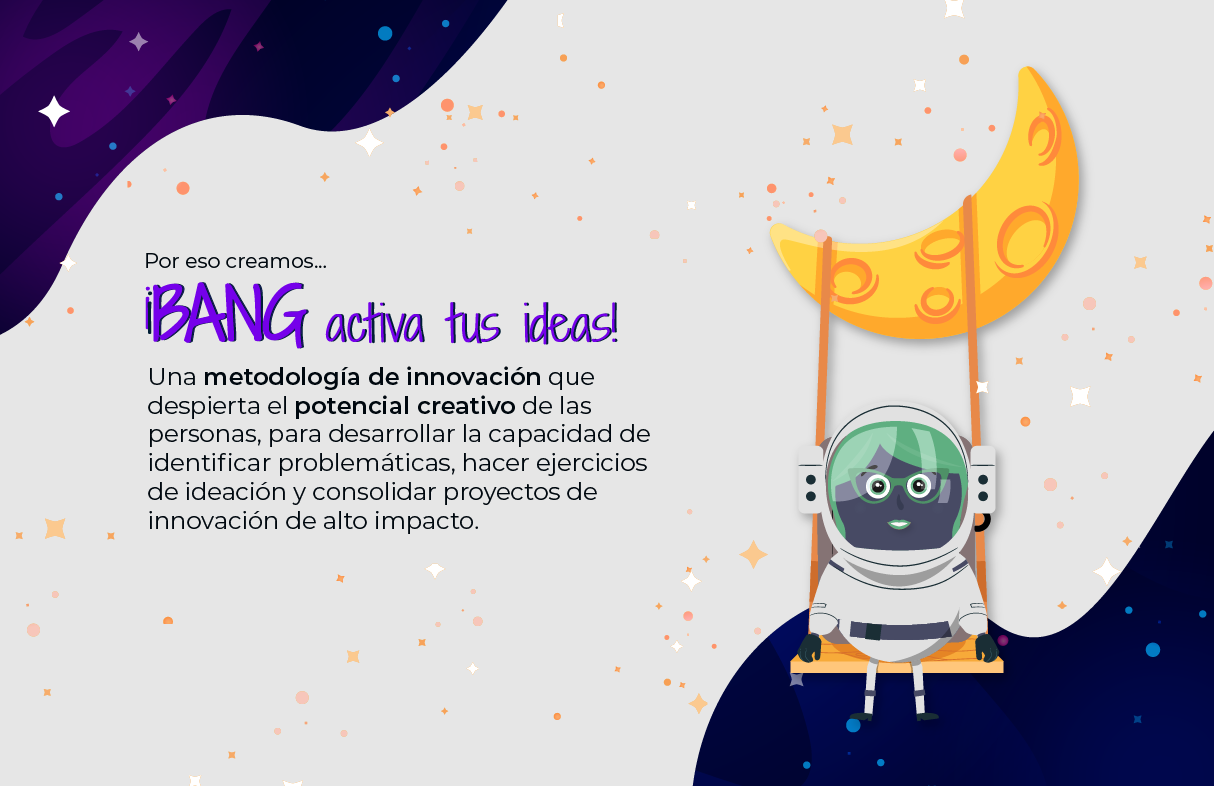 Por eso creamos...
¡BANG activa tus ideas!
Una metodología de innovación que
despierta el potencial creativo de las
personas, para desarrollar la capacidad de
identificar problemáticas, hacer ejercicios
de ideación y consolidar proyectos de
innovación de alto impacto.